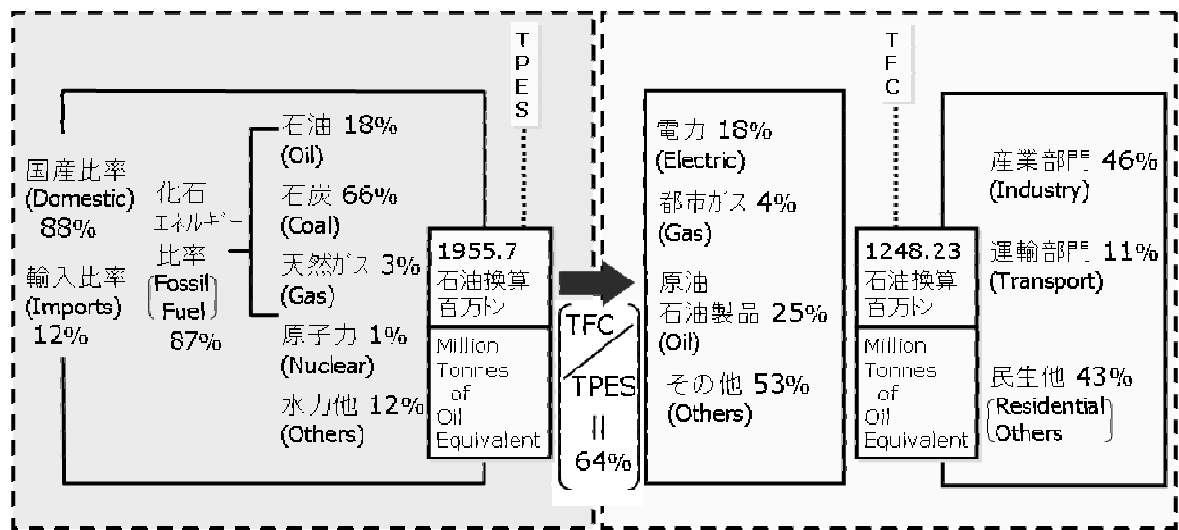 TPES
国産比率
(Domestic)
88%
輸入比率
(Imports)
12%
化石
エネルギー
比率
(Fossil
Fuel)
87%
石油 18%
(Oil)
石炭 66%
(Coal)
天然ガス 3%
(Gas)
原子力 1%
(Nuclear)
水力他 12%
(Others)
1955.7
石油換算
百万トン
Million
Tonnes
of
Oil
Equivalent
TFC
/
TPES
=
64%
電力 18%
(Electric)
都市ガス 4%
(Gas)
原油
石油製品 25%
(Oil)
その他 53%
(Others)
TFC
1248.23
石油換算
百万トン
Million
Tonnes
of
Oil
Equivalent
産業部門 46%
(Industry)
運輸部門 11%
(Transport)
民生他 43%
(Residential
Others)